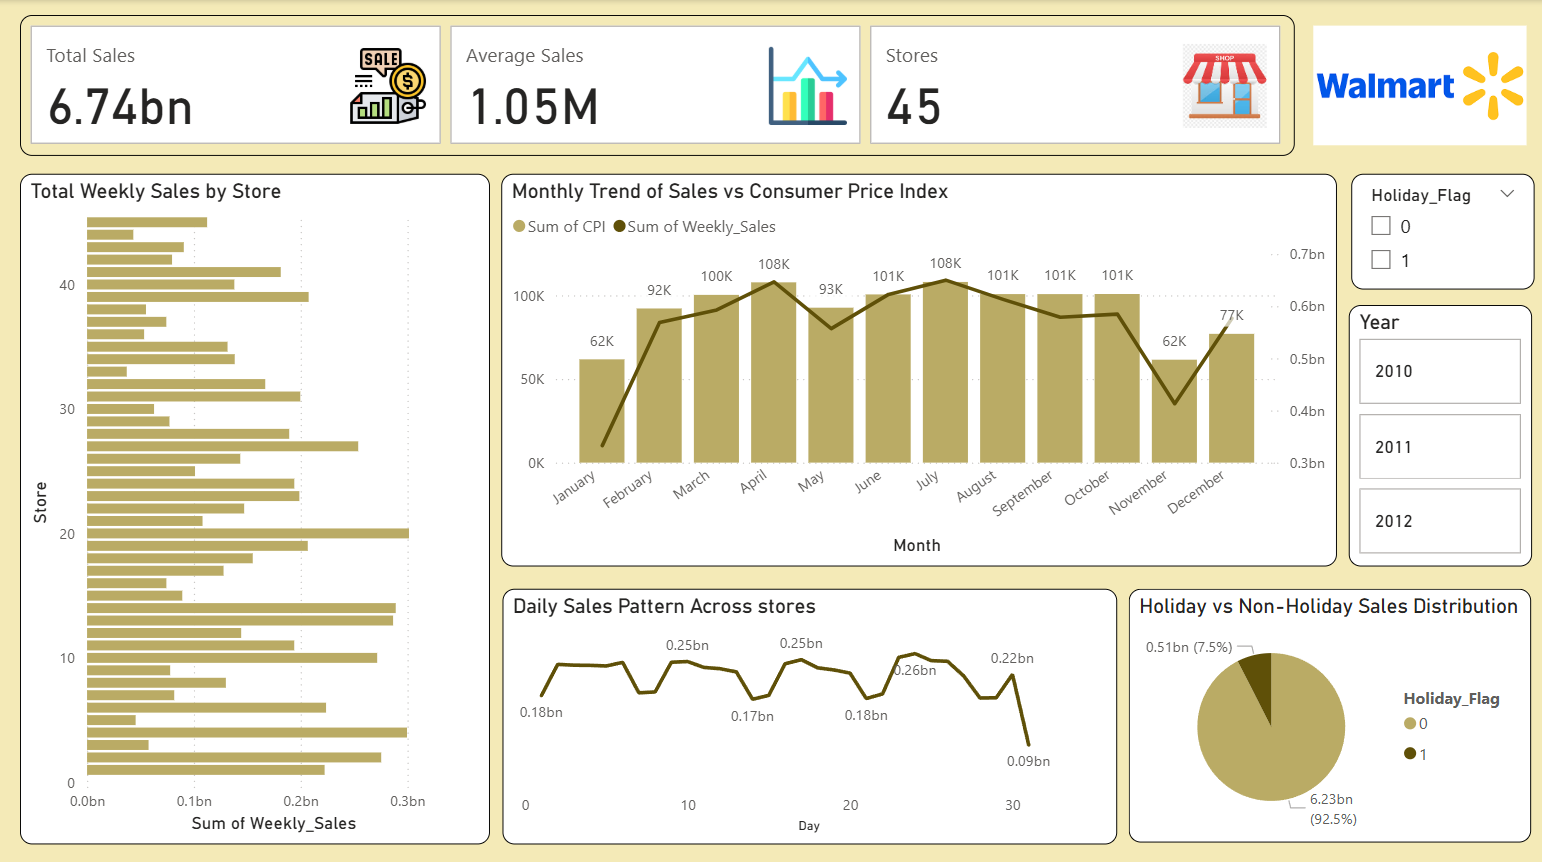 Total Sales
6.74bn
SALE
$
Average Sales
1.05M
Stores
45
SHOP
Walmart
Total Weekly Sales by Store
Store
40
30
20
10
0
0.0bn 0.1bn 0.2bn 0.3bn
Sum of Weekly_Sales
Monthly Trend of Sales vs Consumer Price Index
Sum of CPI Sum of Weekly_Sales
100K
50K
0K
62K 92K 100K 108K 93K 101K 108K 101K 101K 101K 62K 77K
0.7bn
0.6bn
0.5bn
0.4bn
0.3bn
January February March April May June July August September October November December
Month
Holiday_Flag
0
1
Year
2010
2011
2012
Daily Sales Pattern Across stores
0.18bn 0.25bn 0.17bn 0.25bn 0.18bn 0.26bn 0.22bn 0.09bn
0 10 20 30
Day
Holiday vs Non-Holiday Sales Distribution
0.51bn (7.5%)
6.23bn
(92.5%)
Holiday_Flag
0
1